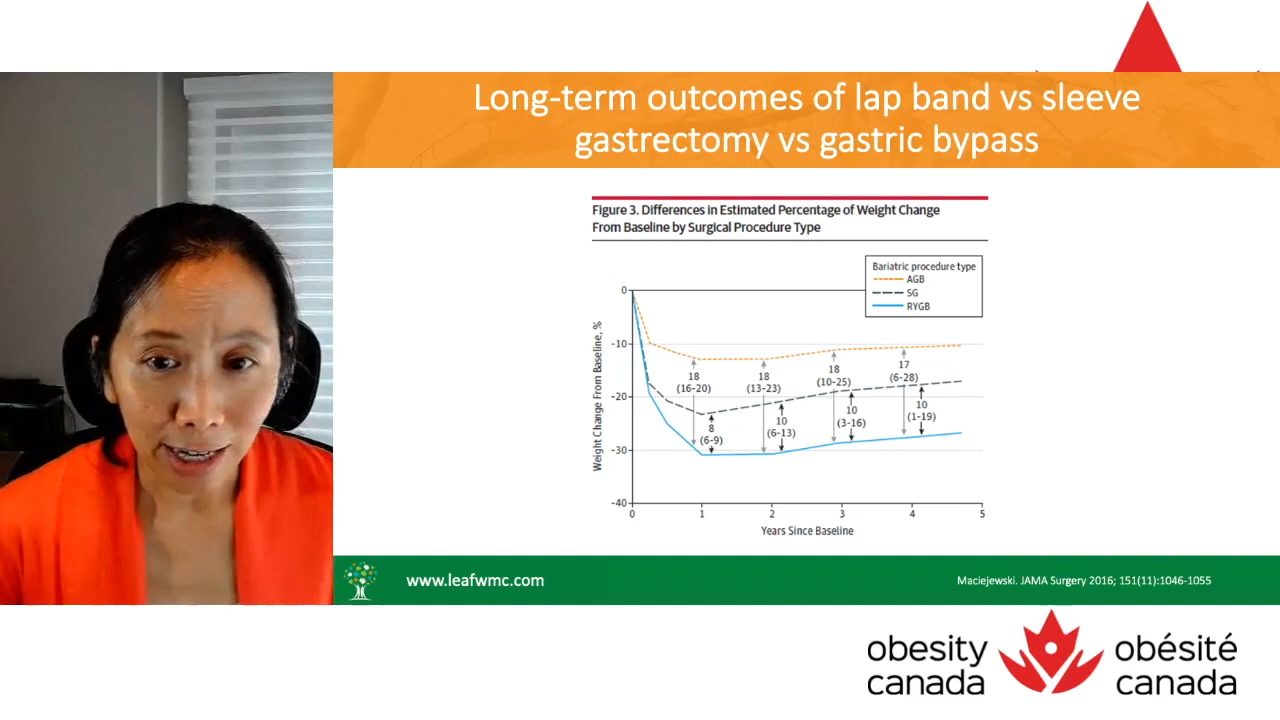 Long-term outcomes of lap band vs sleeve
gastrectomy vs gastric bypass
Figure 3. Differences in Estimated Percentage of Weight Change
From Baseline by Surgical Procedure Type
Bariatric procedure type
AGB
SG
RYGB
Weight Change From Baseline, %
0
-10
-20
-30
-40
18
(16-20)
18
(13-23)
18
(10-25)
17
(6-28)
8
(6-9)
10
(6-13)
10
(3-16)
10
(1-19)
0
1
2
3
4
5
Years Since Baseline
www.leafwmc.com
Maciejewski. JAMA Surgery 2016; 151(11):1046-1055
obesity
canada
obésité
canada